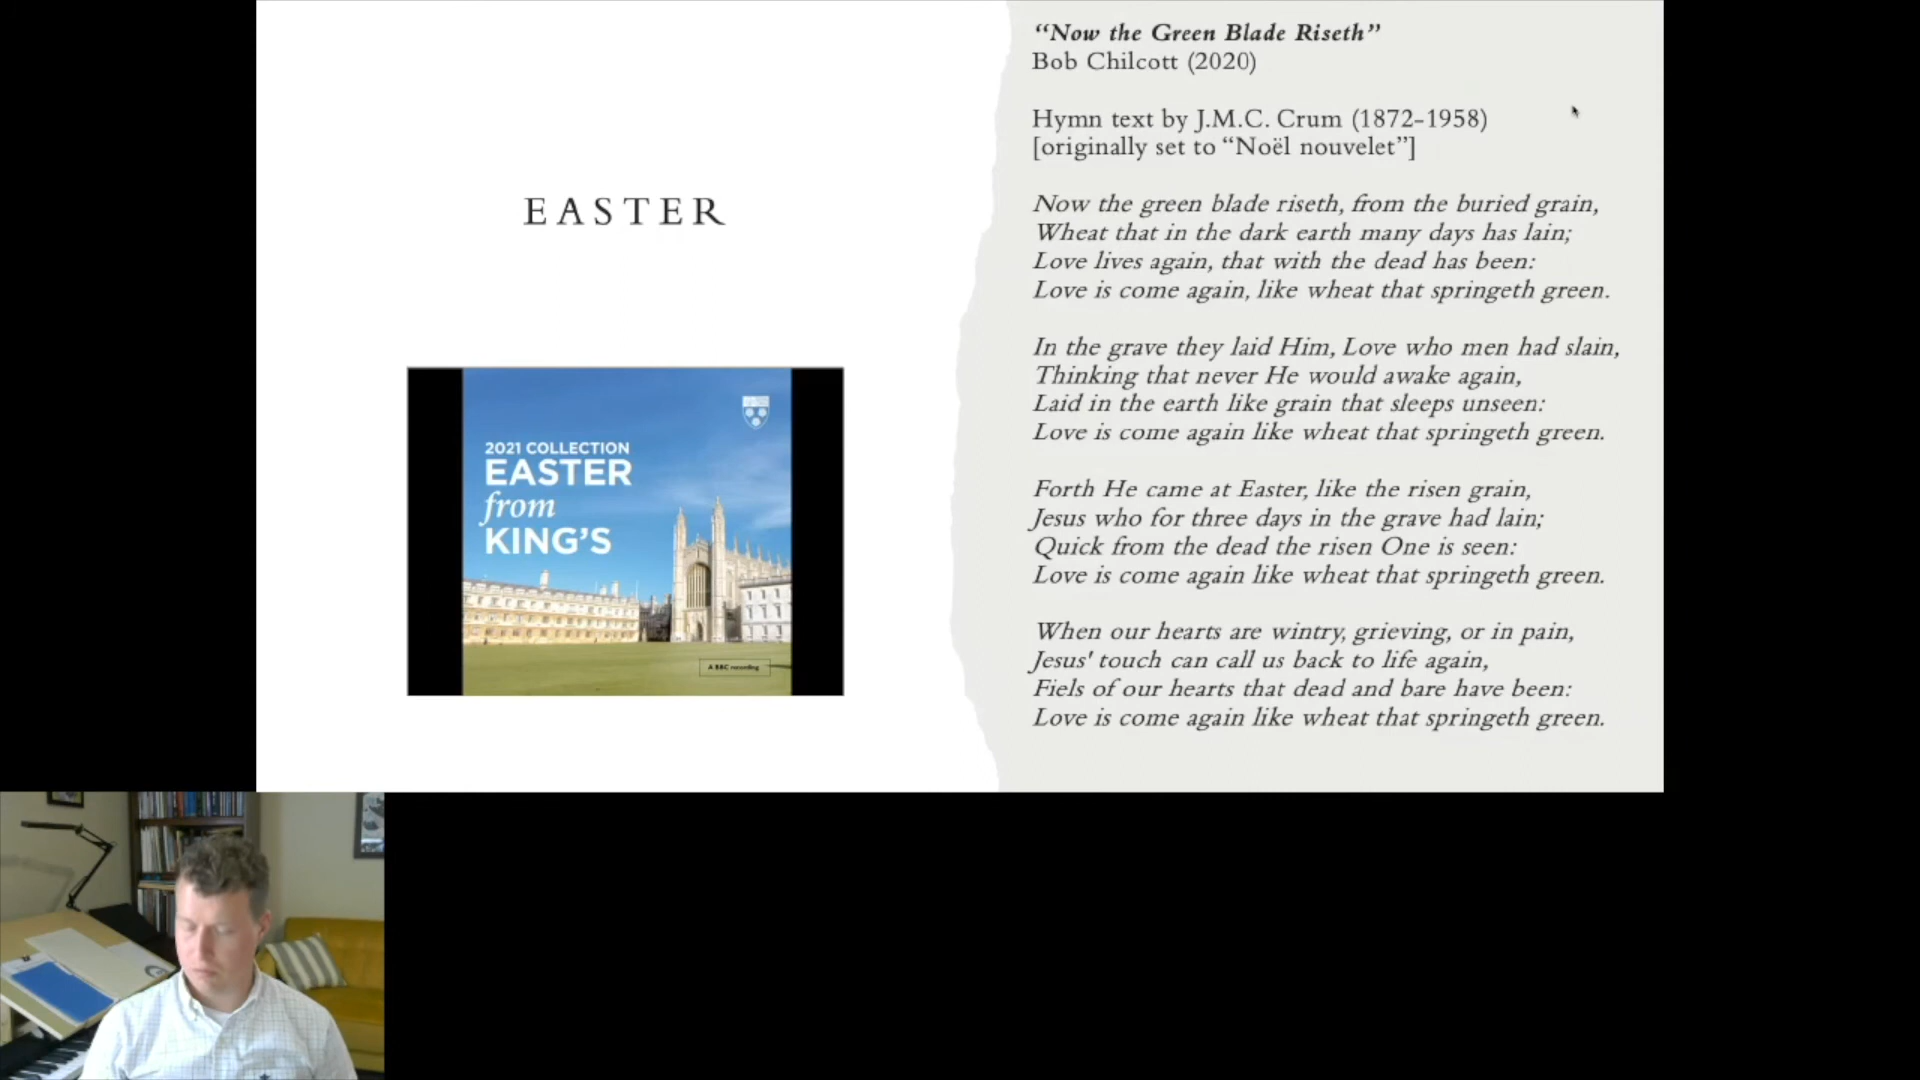 EASTER
2021 COLLECTION
EASTER
from
KING'S
A BBC recording
“Now the Green Blade Riseth”
Bob Chilcott (2020)
Hymn text by J.M.C. Crum (1872-1958)
[originally set to “Noël nouvelet”]
Now the green blade riseth, from the buried grain,
Wheat that in the dark earth many days has lain;
Love lives again, that with the dead has been:
Love is come again, like wheat that springeth green.
In the grave they laid Him, Love who men had slain,
Thinking that never He would awake again,
Laid in the earth like grain that sleeps unseen:
Love is come again like wheat that springeth green.
Forth He came at Easter, like the risen grain,
Jesus who for three days in the grave had lain;
Quick from the dead the risen One is seen:
Love is come again like wheat that springeth green.
When our hearts are wintry, grieving, or in pain,
Jesus' touch can call us back to life again,
Fiels of our hearts that dead and bare have been:
Love is come again like wheat that springeth green.